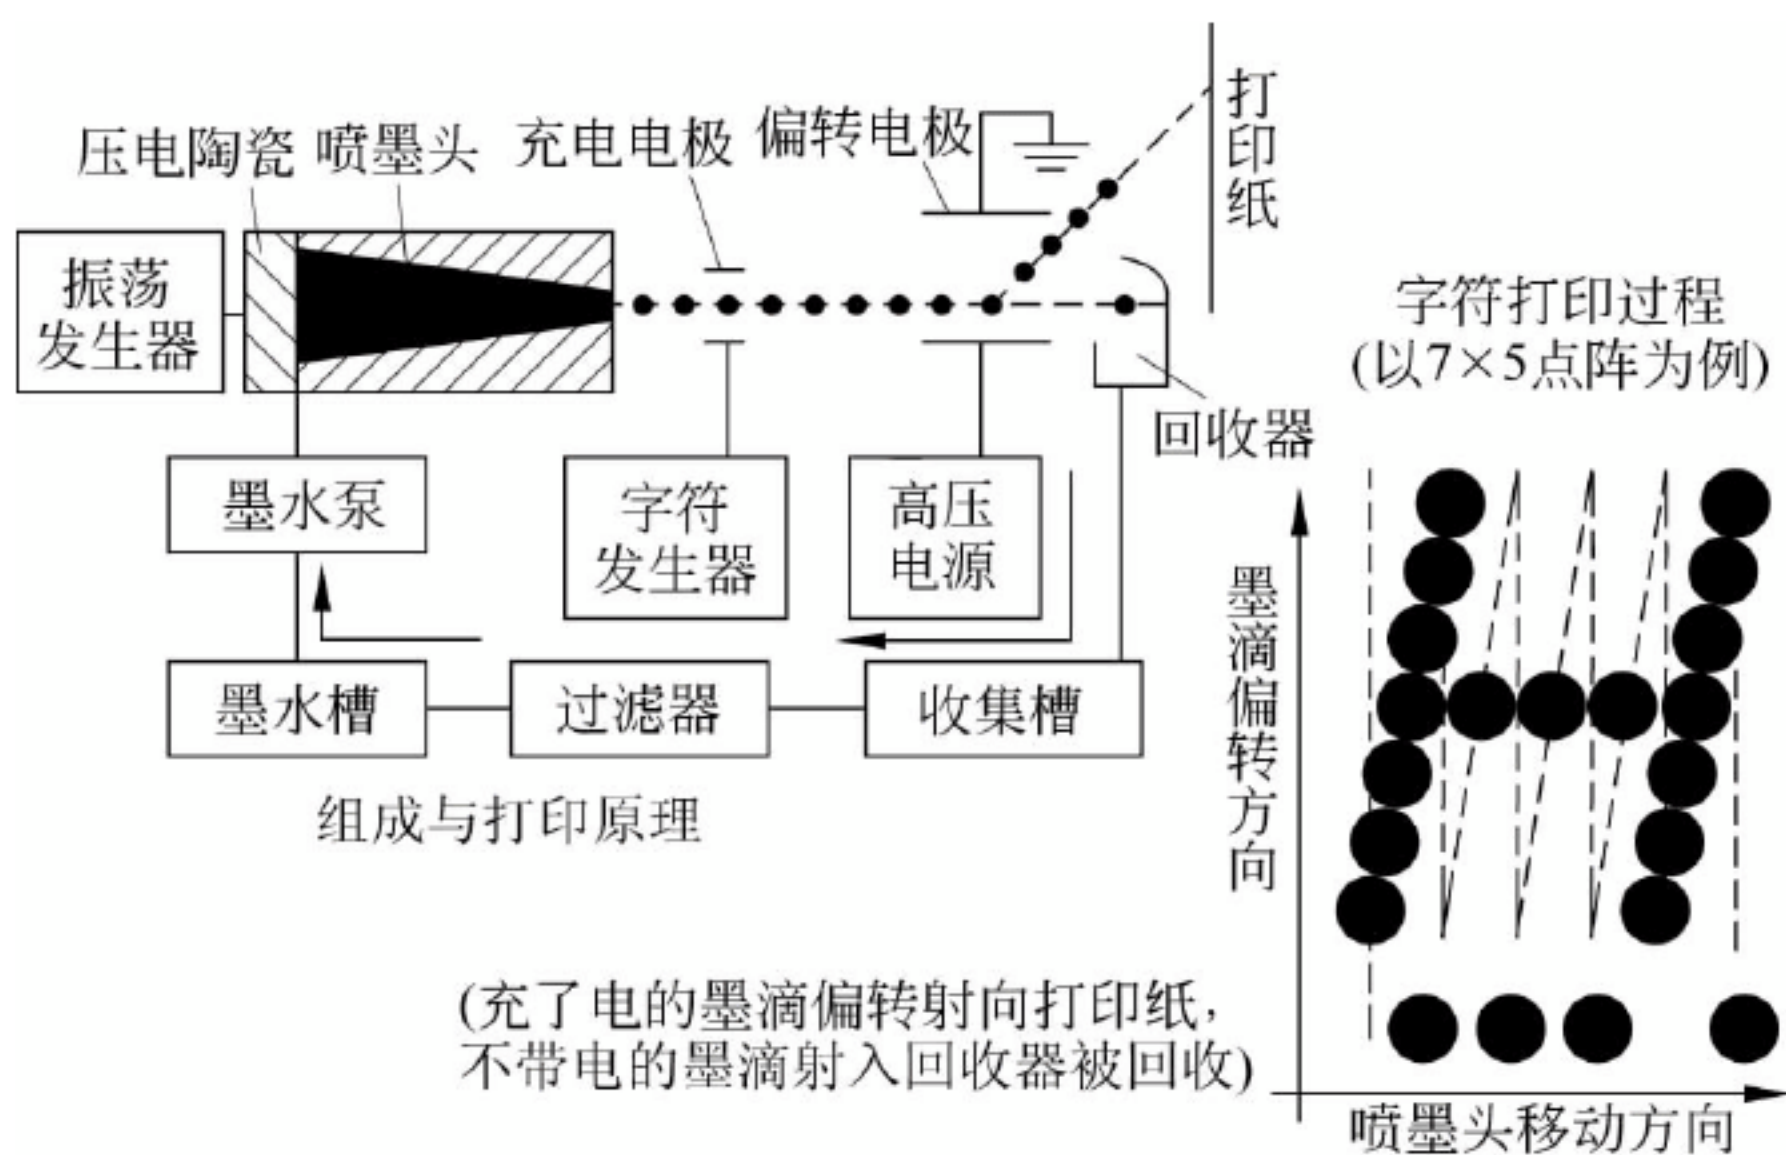 压电陶瓷
喷墨头
充电电极
偏转电极
打印纸
振荡
发生器
回收器
墨水泵
字符
发生器
高压
电源
墨水槽
过滤器
收集槽
组成与打印原理
(充了电的墨滴偏转射向打印纸,
不带电的墨滴射入回收器被回收)
字符打印过程
(以7×5点阵为例)
墨滴偏转方向
喷墨头移动方向